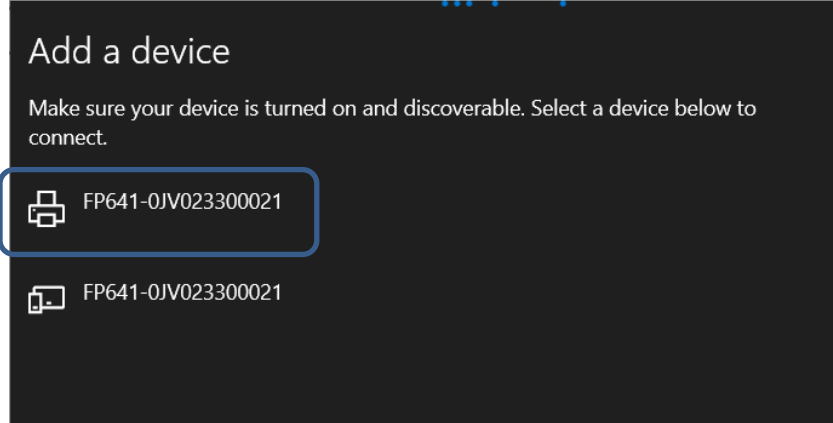 Add a device
Make sure your device is turned on and discoverable. Select a device below to
connect.
FP641-0JV023300021
FP641-0JV023300021